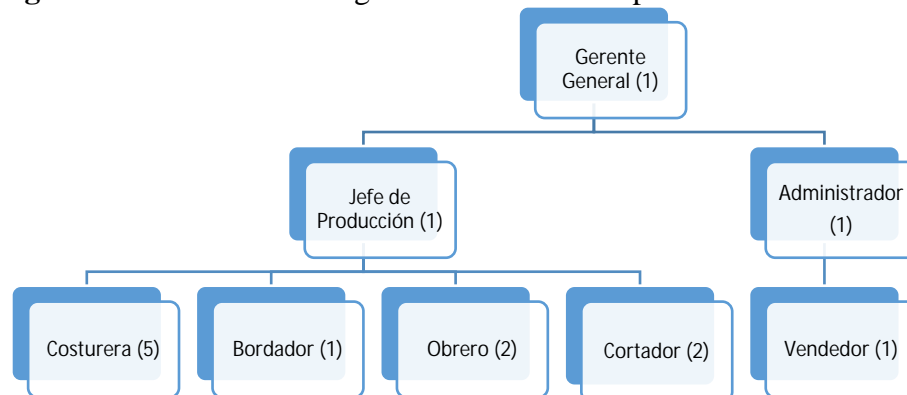 Gerente
General (1)
Jefe de
Producción (1)
Administrador
(1)
Costurera (5)
Bordador (1)
Obrero (2)
Cortador (2)
Vendedor (1)